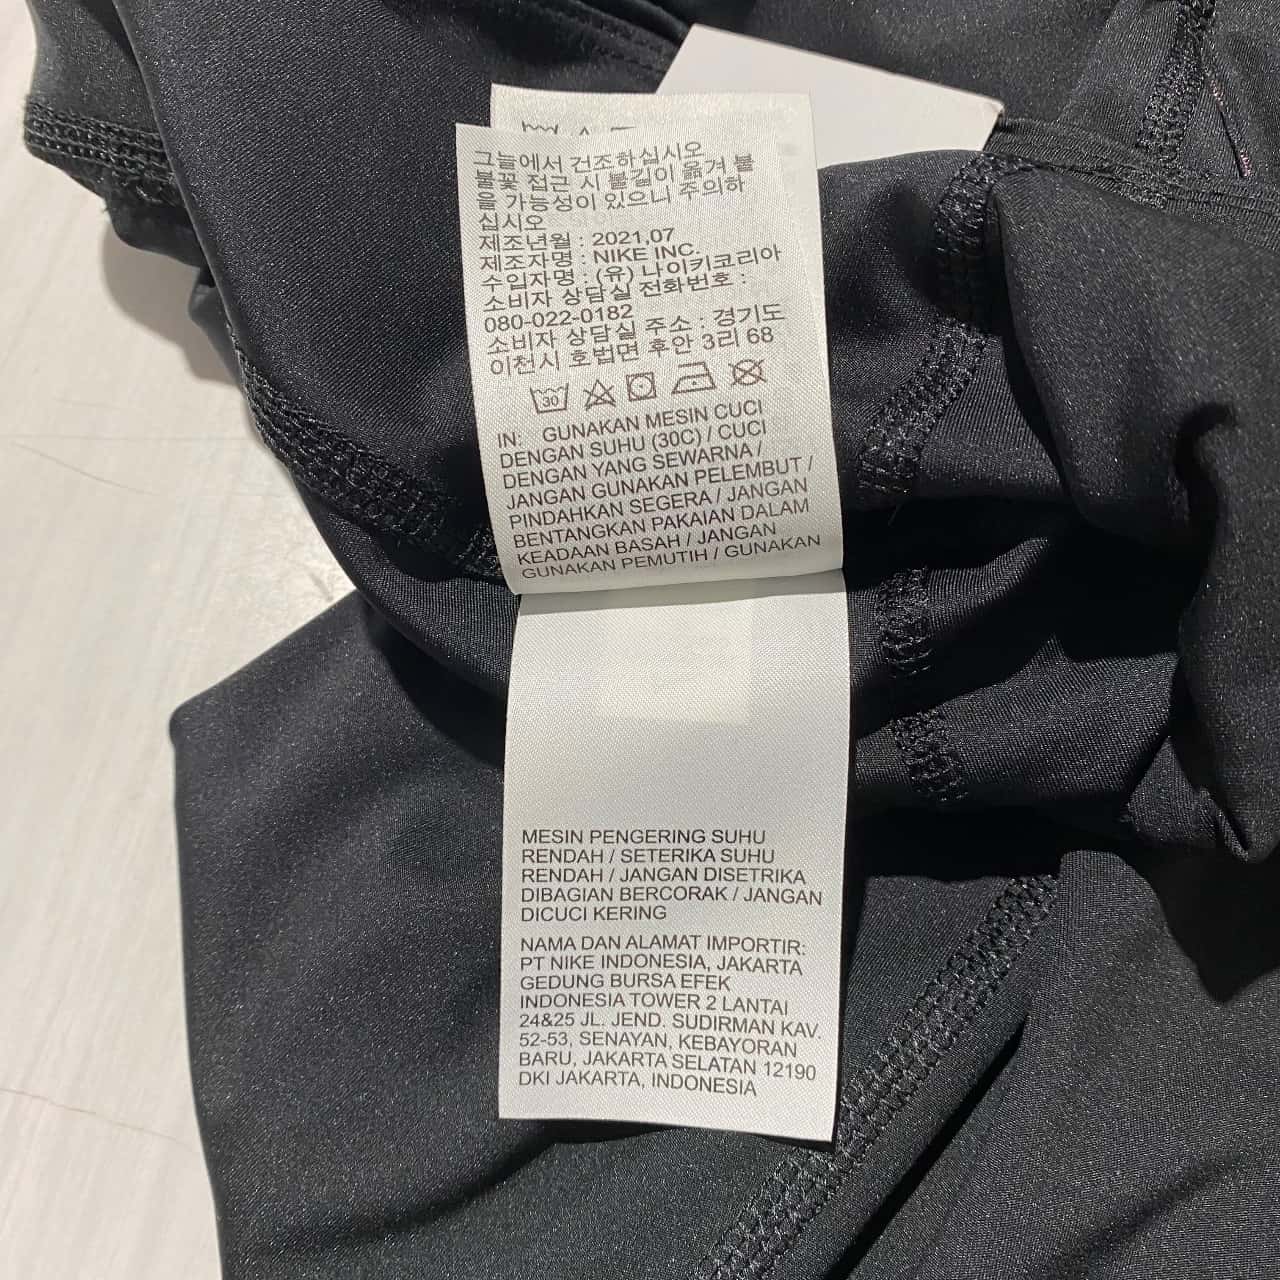 그늘에서 건조하십시오
불꽃 접근 시 불길이 옮겨 붙
을 가능성이 있으니 주의하
십시오
제조년월 : 2021,07
제조자명 : NIKE INC.
수입자명 : (유) 나이키코리아
소비자 상담실 전화번호 :
080-022-0182
소비자 상담실 주소 : 경기도
이천시 호법면 후안 3리 68
30
IN: GUNAKAN MESIN CUCI
DENGAN SUHU (30C) / CUCI
DENGAN YANG SEWARNA /
JANGAN GUNAKAN PELEMBUT /
PINDAHKAN SEGERA / JANGAN
BENTANGKAN PAKAIAN DALAM
KEADAAN BASAH / JANGAN
GUNAKAN PEMUTIH / GUNAKAN
MESIN PENGERING SUHU
RENDAH / SETERIKA SUHU
RENDAH / JANGAN DISETRIKA
DIBAGIAN BERCORAK / JANGAN
DICUCI KERING
NAMA DAN ALAMAT IMPORTIR:
PT NIKE INDONESIA, JAKARTA
GEDUNG BURSA EFEK
INDONESIA TOWER 2 LANTAI
24&25 JL. JEND. SUDIRMAN KAV.
52-53, SENAYAN, KEBAYORAN
BARU, JAKARTA SELATAN 12190
DKI JAKARTA, INDONESIA